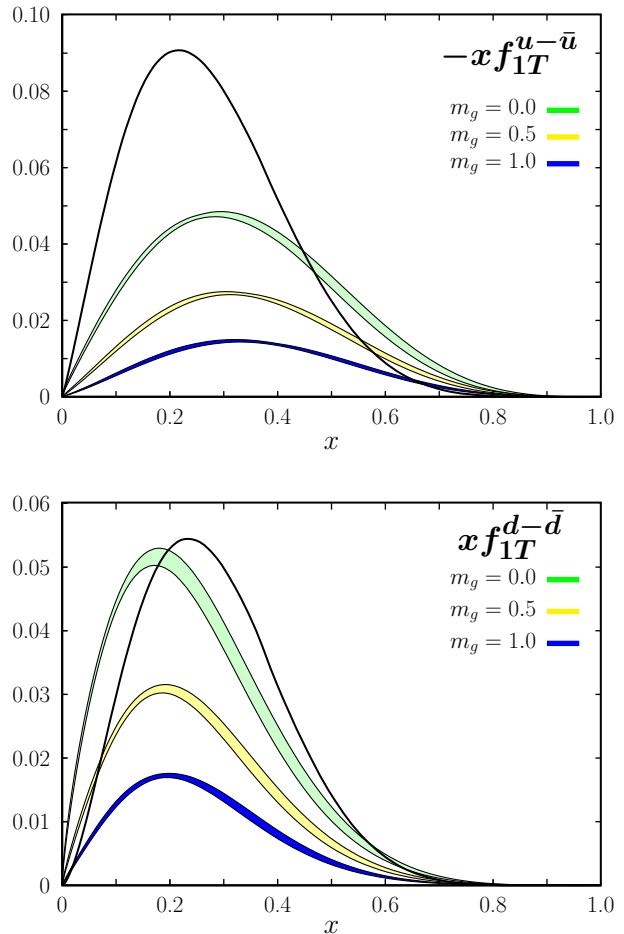 0.10
0.08
0.06
0.04
0.02
0
−xf_{1T}^{u−ū}
m_g = 0.0
m_g = 0.5
m_g = 1.0
0 0.2 0.4 0.6 0.8 1.0
x
0.06
0.05
0.04
0.03
0.02
0.01
0
xf_{1T}^{d−d̄}
m_g = 0.0
m_g = 0.5
m_g = 1.0
0 0.2 0.4 0.6 0.8 1.0
x